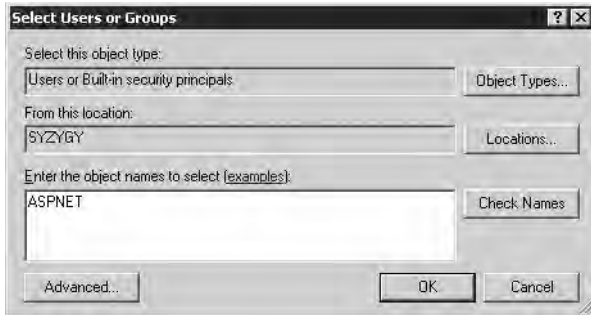 Select Users or Groups
Select this object type:
Users or Built-in security principals
Object Types...
From this location:
SYZYGY
Locations...
Enter the object names to select (examples):
ASPNET
Check Names
Advanced...
OK
Cancel